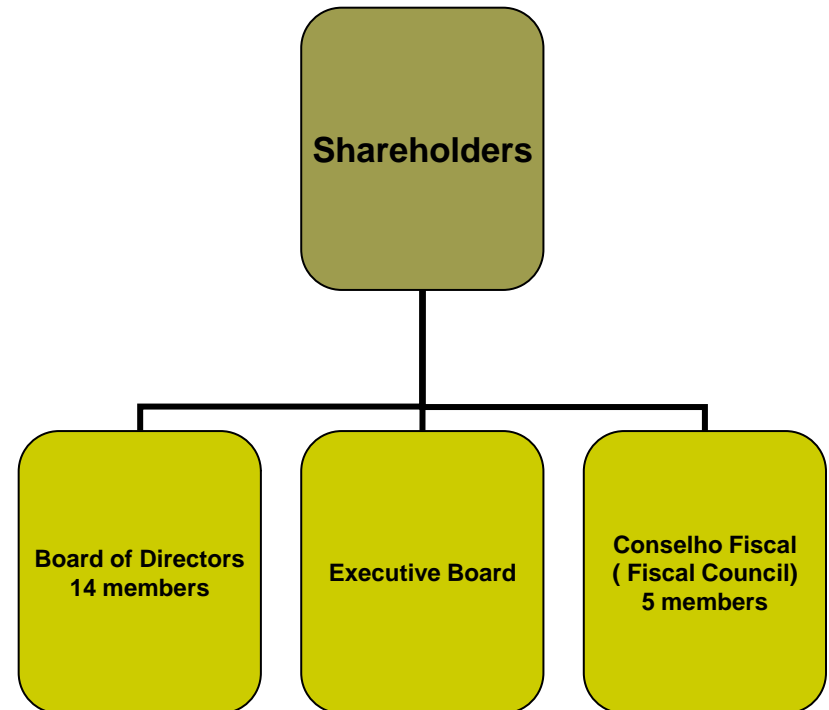 Shareholders
Board of Directors
14 members
Executive Board
Conselho Fiscal
( Fiscal Council)
5 members